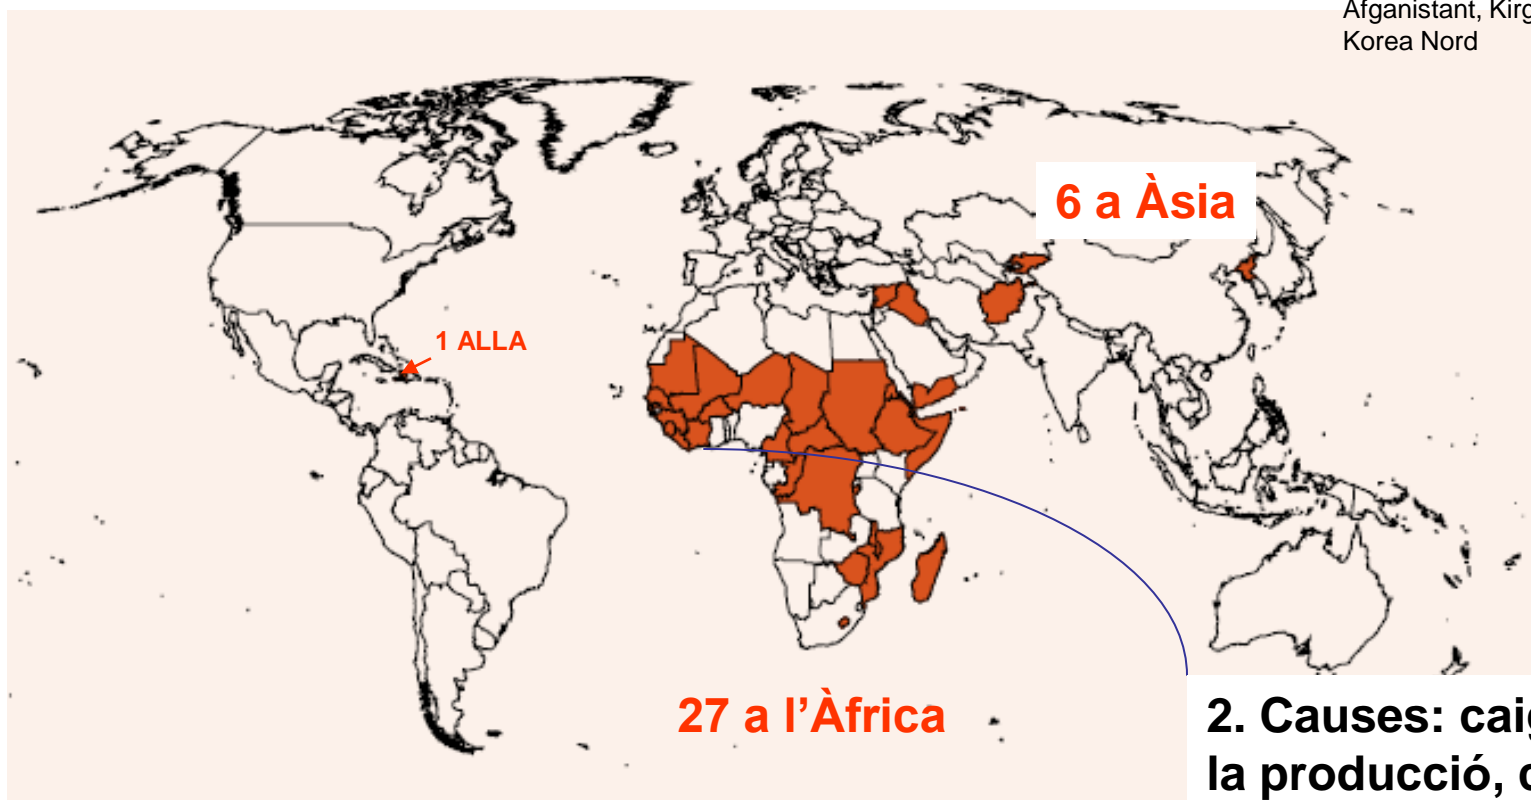 Afganistant, Kirg
Korea Nord
6 a Àsia
1 ALLA
27 a l’Àfrica
2. Causes: caig
la producció, c